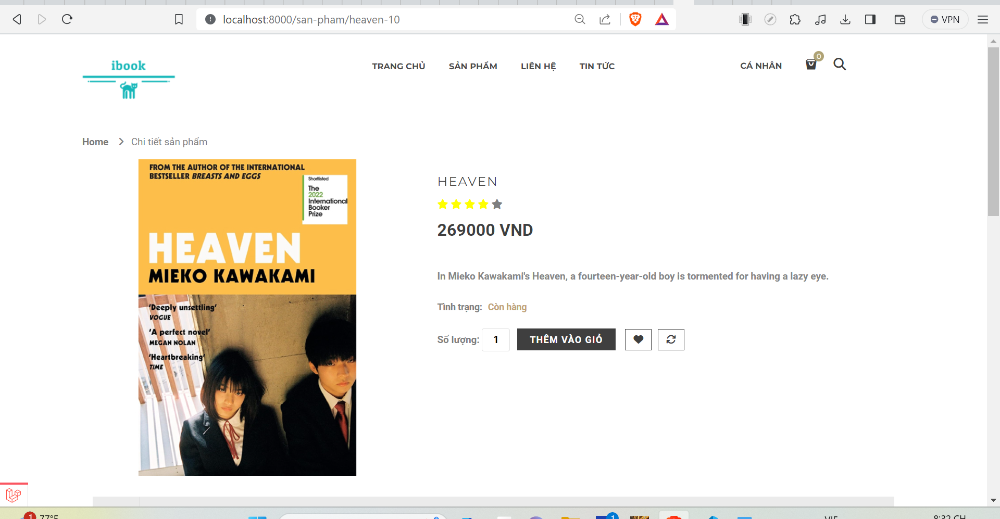 localhost:8000/san-pham/heaven-10
VPN
ibook
TRANG CHỦ
SẢN PHẨM
LIÊN HỆ
TIN TỨC
CÁ NHÂN
0
Home
Chi tiết sản phẩm
FROM THE AUTHOR OF THE INTERNATIONAL
BESTSELLER BREASTS AND EGGS
Shortlisted
The
2022
International
Booker
Prize
HEAVEN
MIEKO KAWAKAMI
'Deeply unsettling'
VOGUE
'A perfect novel'
MEGAN NOLAN
'Heartbreaking'
TIME
HEAVEN
269000 VND
In Mieko Kawakami's Heaven, a fourteen-year-old boy is tormented for having a lazy eye.
Tình trạng: Còn hàng
Số lượng: 1 THÊM VÀO GIỎ
1
77°F
1
VIE
8:32 CH